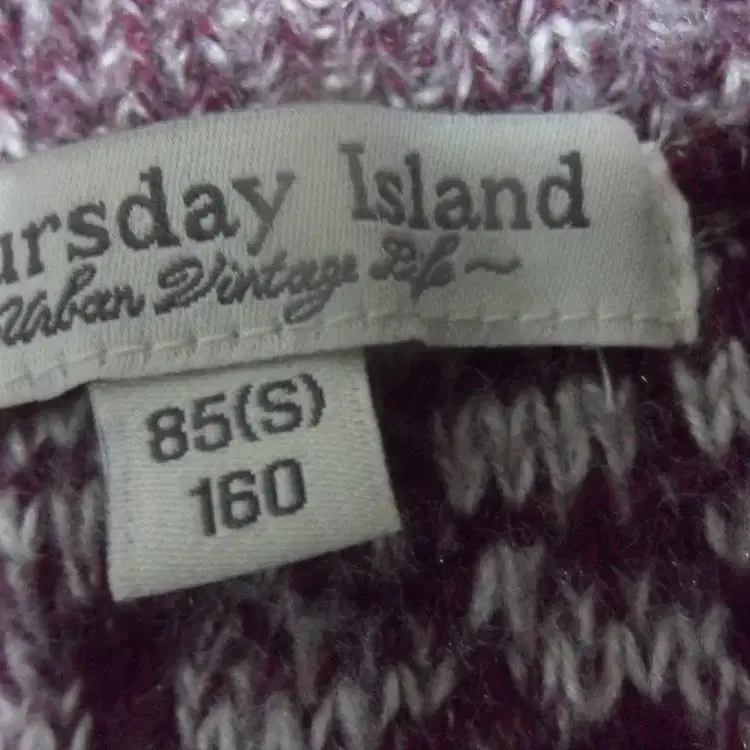 ursday Island
Urban Vintage Life ~
85(S)
160